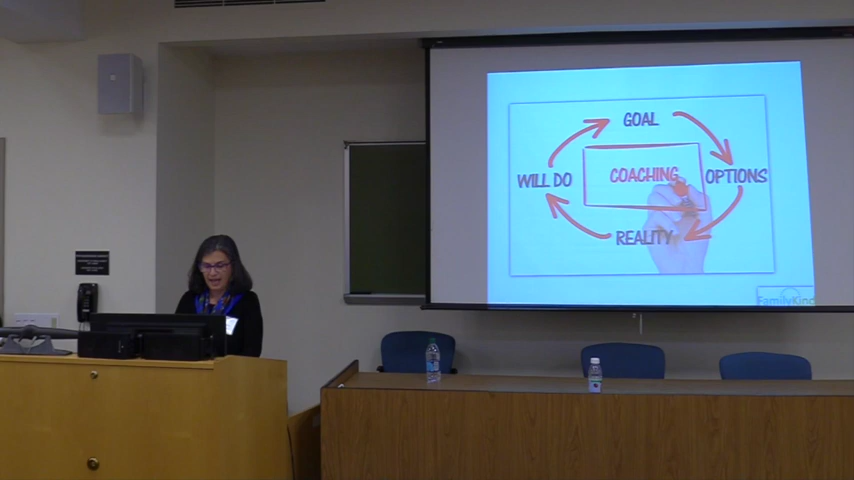 GOAL
WILL DO
COACHING
OPTIONS
REALITY
FamilyKind